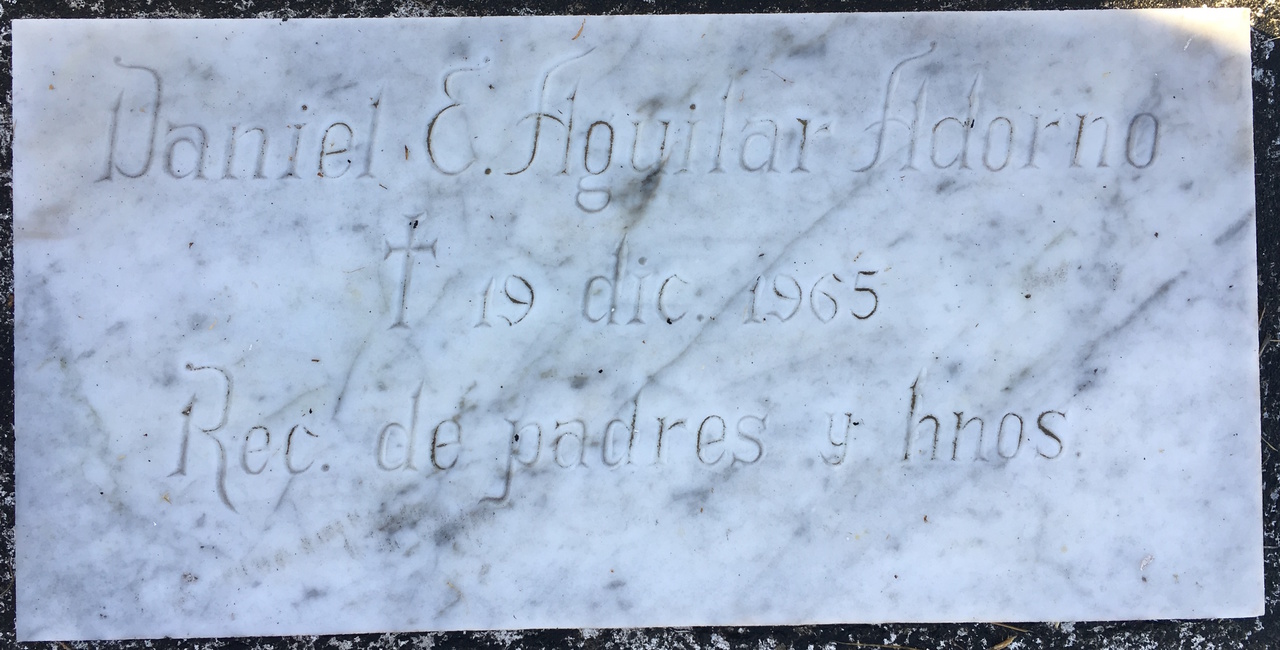 Daniel E. Aguilar Adorno
† 19 dic. 1965
Rec. de padres y hnos.